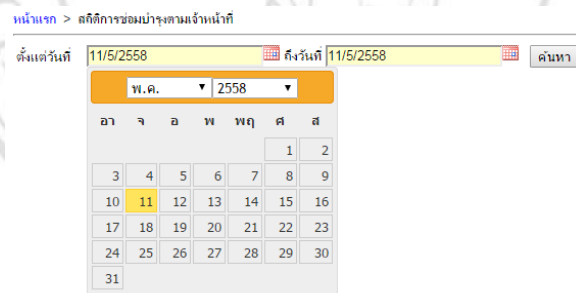 หน้าแรก > สถิติการซ่อมบำรุงตามเจ้าหน้าที่
ตั้งแต่วันที่ 11/5/2558 ถึงวันที่ 11/5/2558 ค้นหา
พ.ค. 2558
อา จ อ พ พฤ ศ ส
1 2
3 4 5 6 7 8 9
10 11 12 13 14 15 16
17 18 19 20 21 22 23
24 25 26 27 28 29 30
31